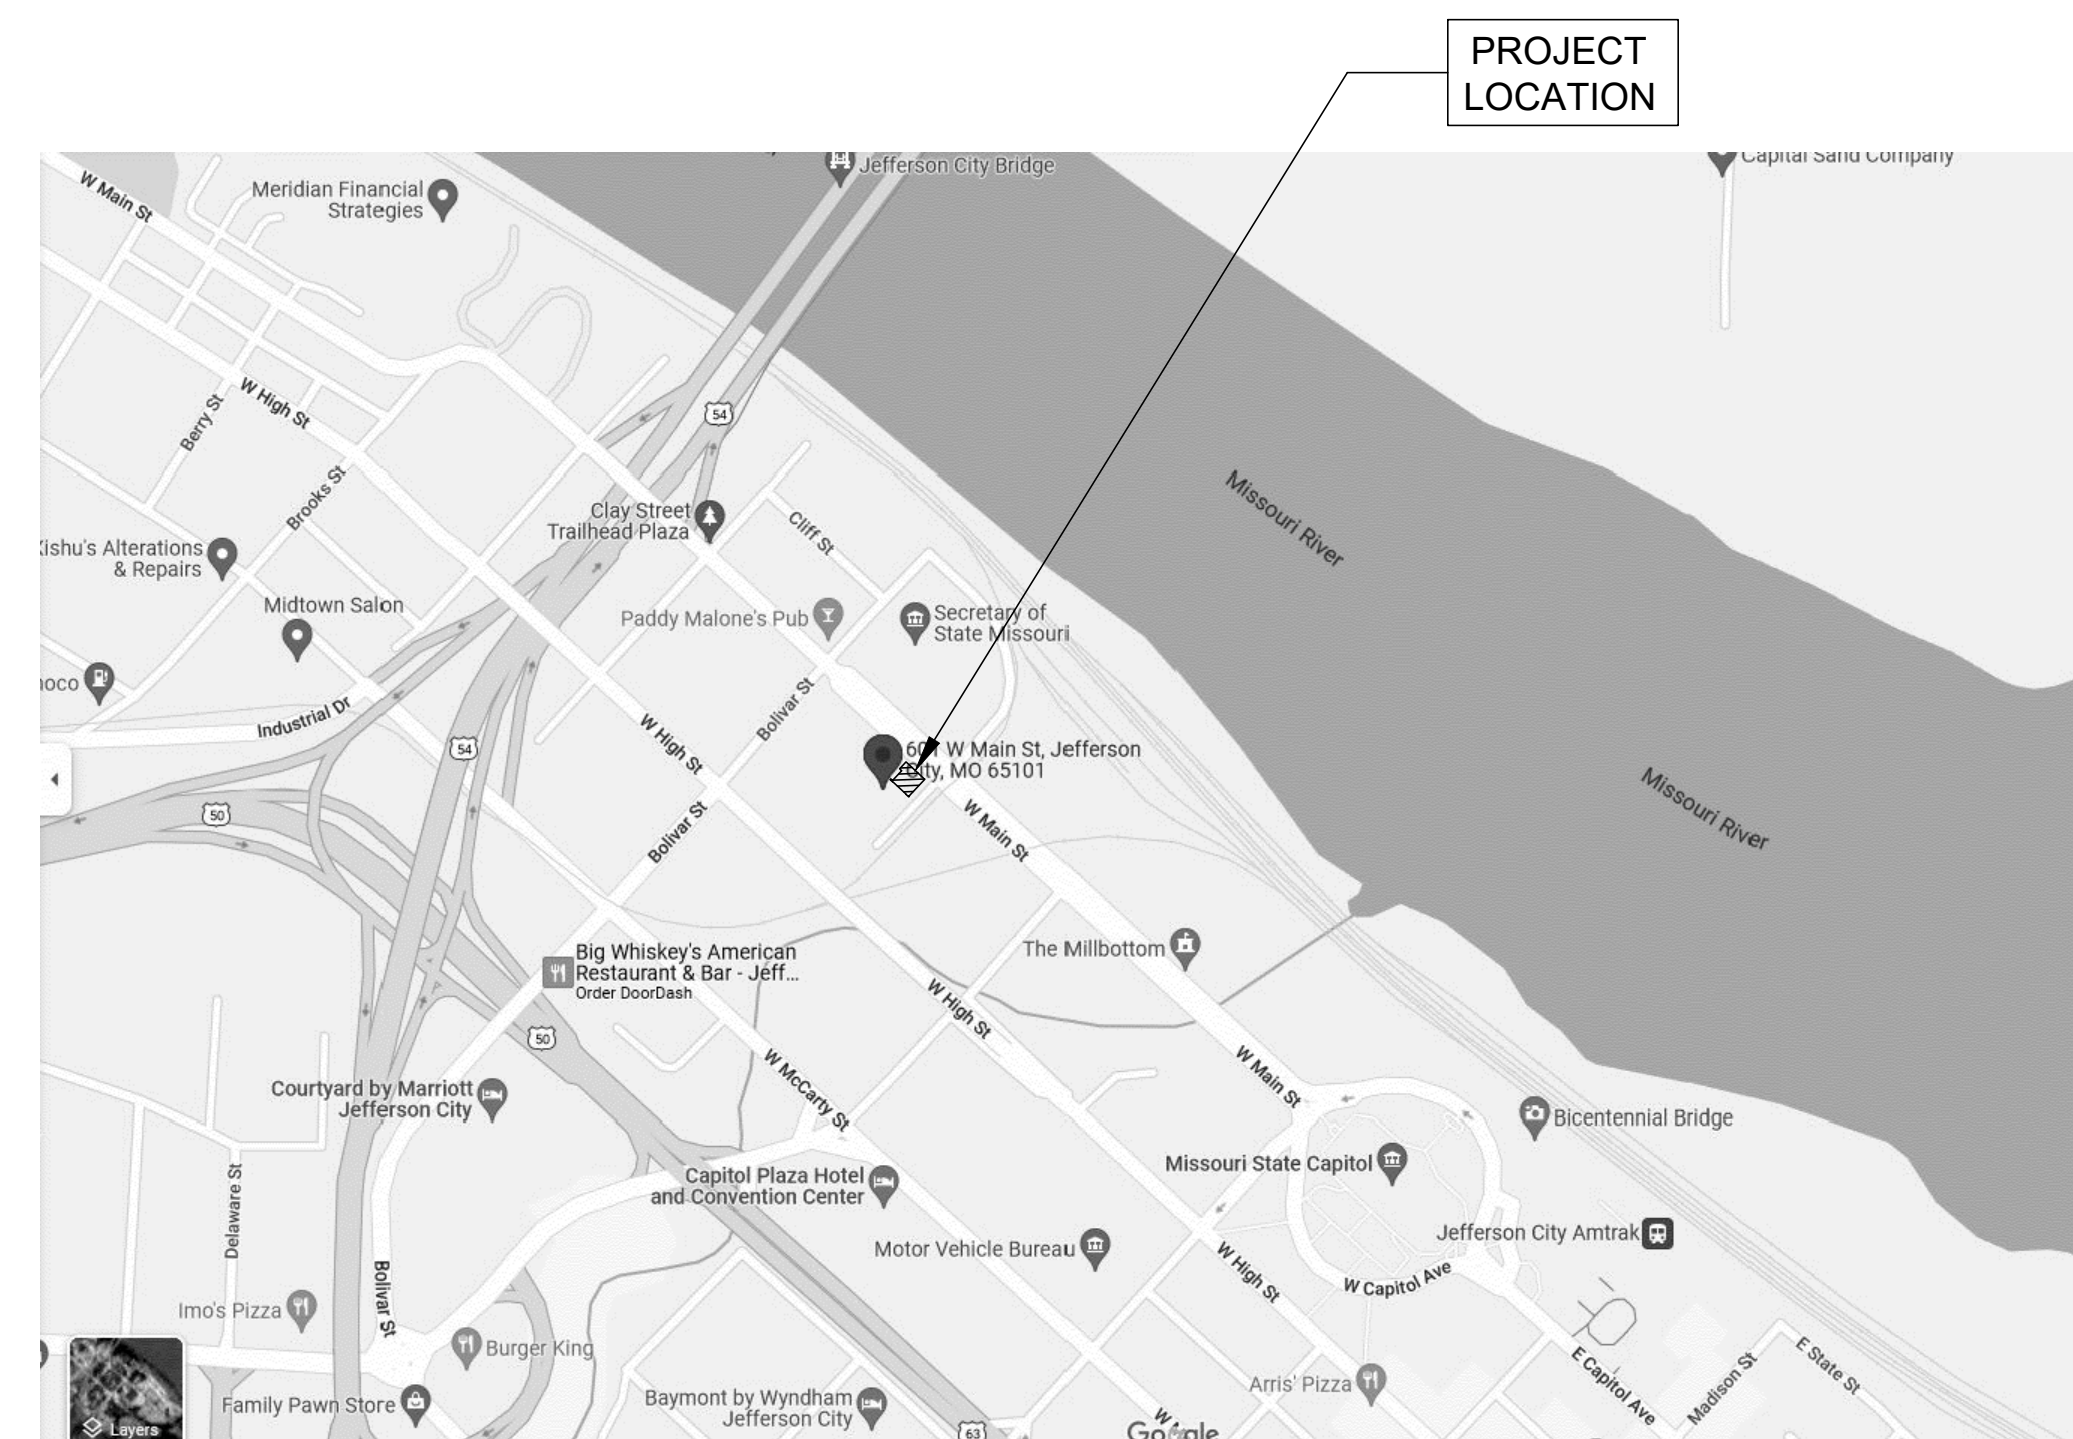 PROJECT
LOCATION
Jefferson City Bridge
Capital Sand Company
W Main St
Meridian Financial
Strategies
54
W High St
Berry St
Brooks St
Missouri River
Clay Street
Trailhead Plaza
Cliff St
& Repairs
's Alterations
Midtown Salon
Paddy Malone's Pub
Secretary of
State Missouri
Industrial Dr
Bolivar St
W High St
54
601 W Main St, Jefferson
City, MO 65101
Missouri River
50
Bolivar St
W Main St
Big Whiskey's American
Restaurant & Bar - Jeff...
Order DoorDash
The Millbottom
W High St
50
W McCarty St
W Main St
Courtyard by Marriott
Jefferson City
Bicentennial Bridge
Missouri State Capitol
Capitol Plaza Hotel
and Convention Center
Delaware St
Motor Vehicle Bureau
Jefferson City Amtrak
W High St
W Capitol Ave
Bolivar St
Imo's Pizza
Burger King
E Capitol Ave
Madison St
E State St
Arris' Pizza
Family Pawn Store
Baymont by Wyndham
Jefferson City
Layers
63
Google